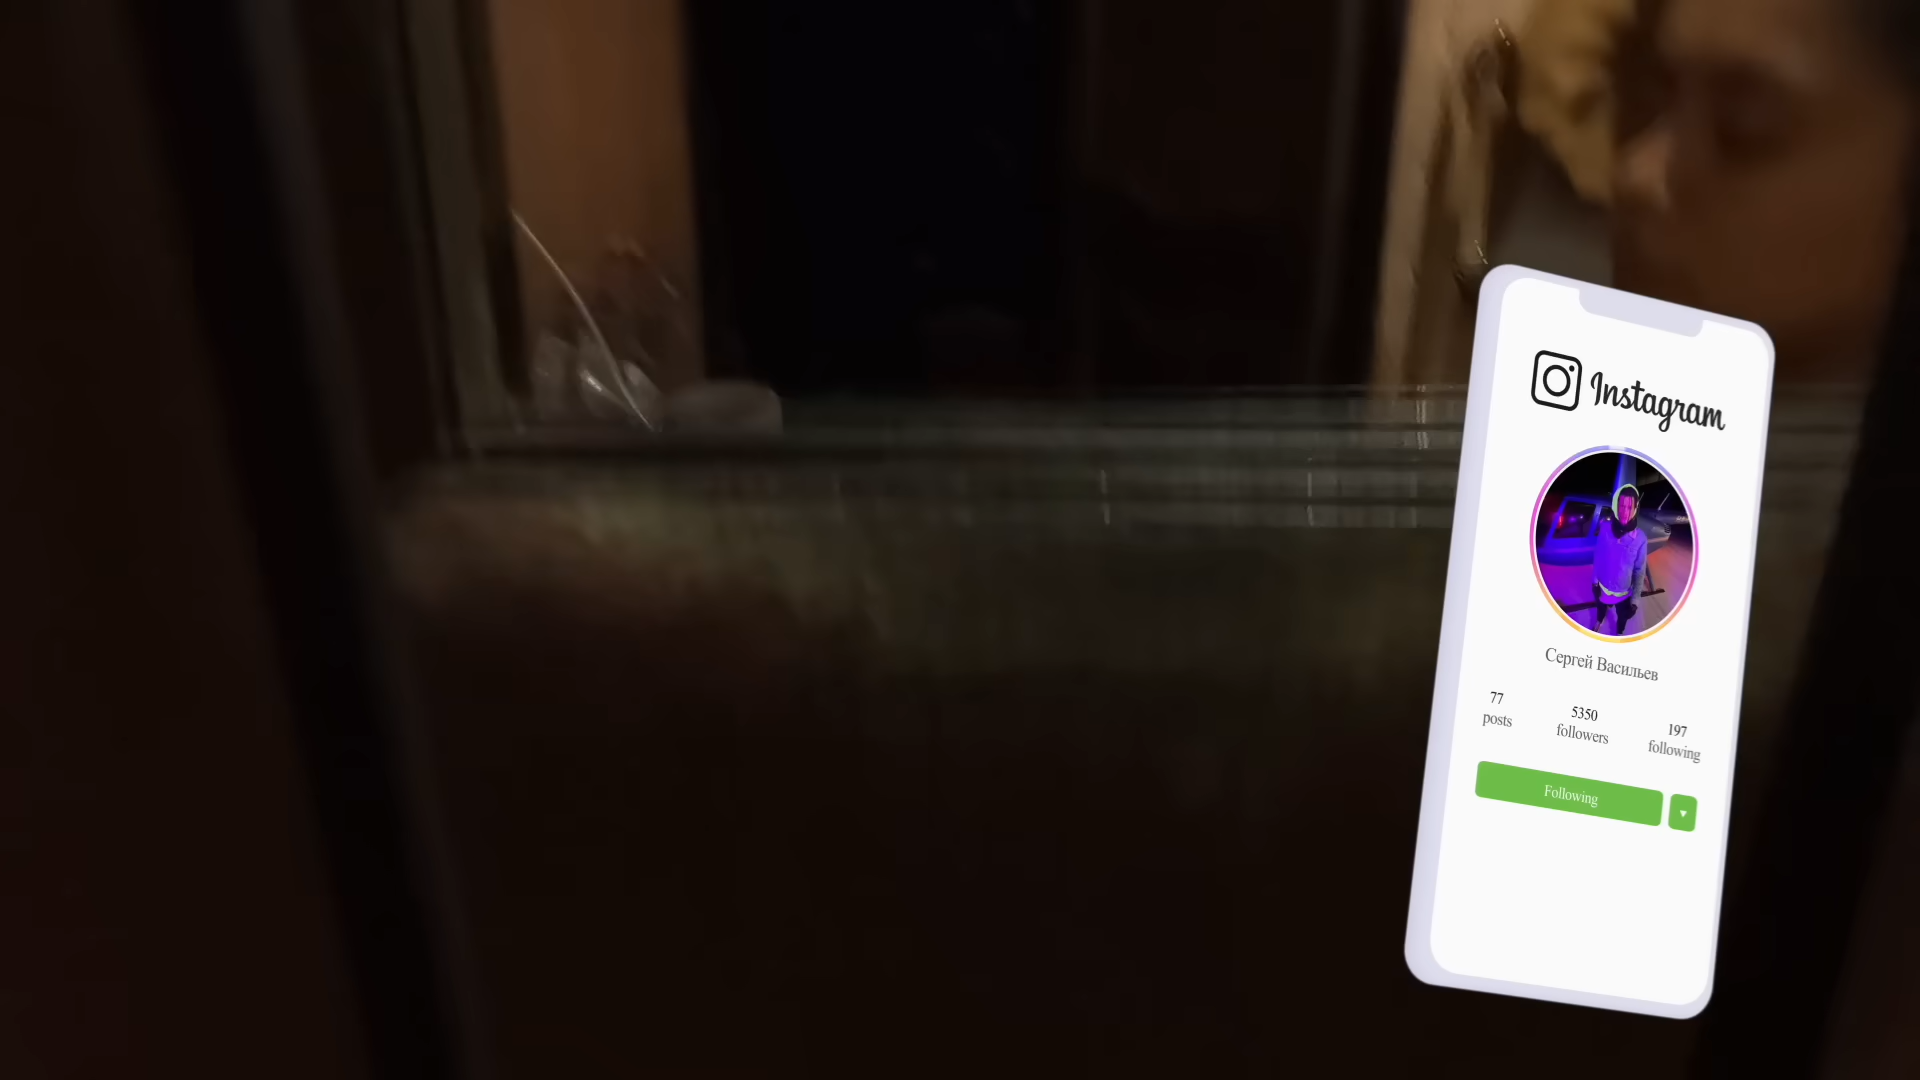 Instagram
Сергей Васильев
77
posts
5350
followers
197
following
Following